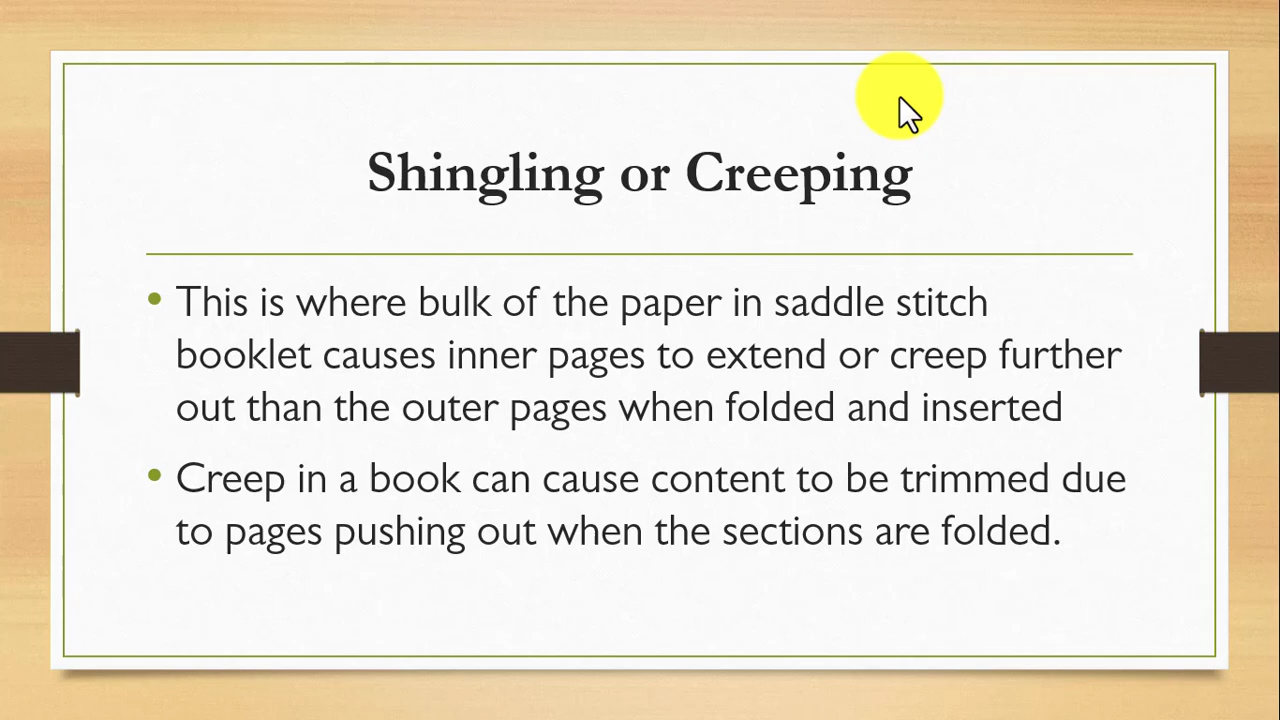 Shingling or Creeping
• This is where bulk of the paper in saddle stitch
booklet causes inner pages to extend or creep further
out than the outer pages when folded and inserted
• Creep in a book can cause content to be trimmed due
to pages pushing out when the sections are folded.